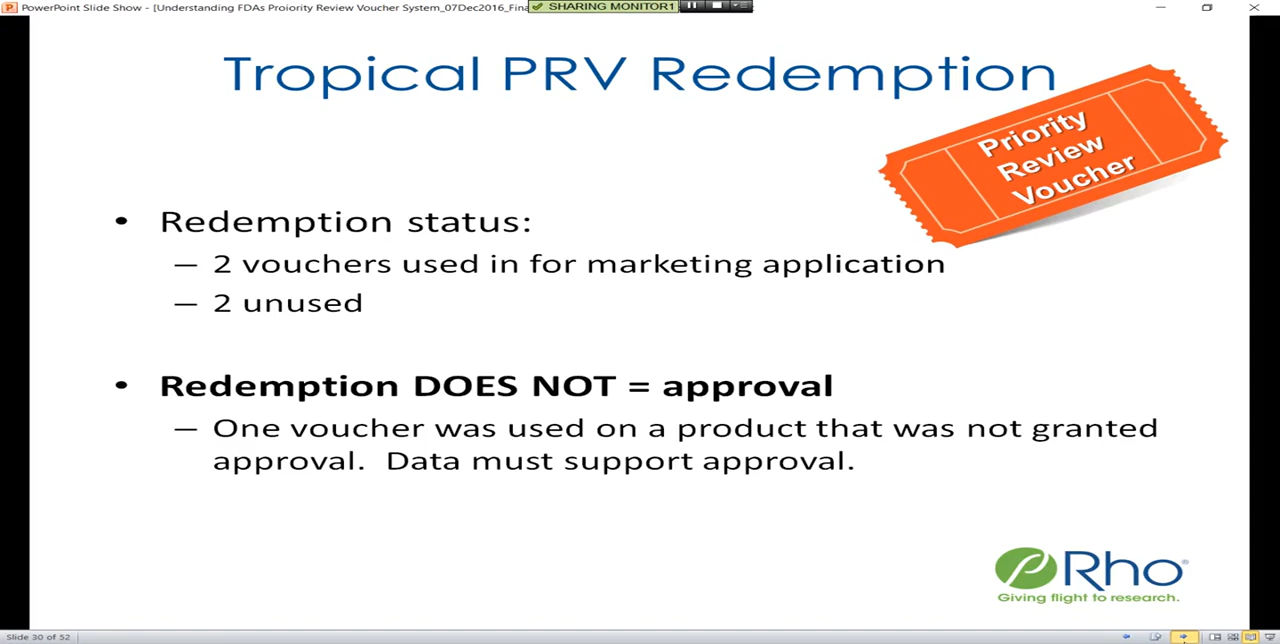 PowerPoint Slide Show - [Understanding FDAs Proiority Review Voucher System_07Dec2016_Fina
SHARING MONITOR1
Tropical PRV Redemption
Priority
Review
Voucher
• Redemption status:
— 2 vouchers used in for marketing application
— 2 unused
• Redemption DOES NOT = approval
— One voucher was used on a product that was not granted
approval. Data must support approval.
Rho®
Giving flight to research.
Slide 30 of 52